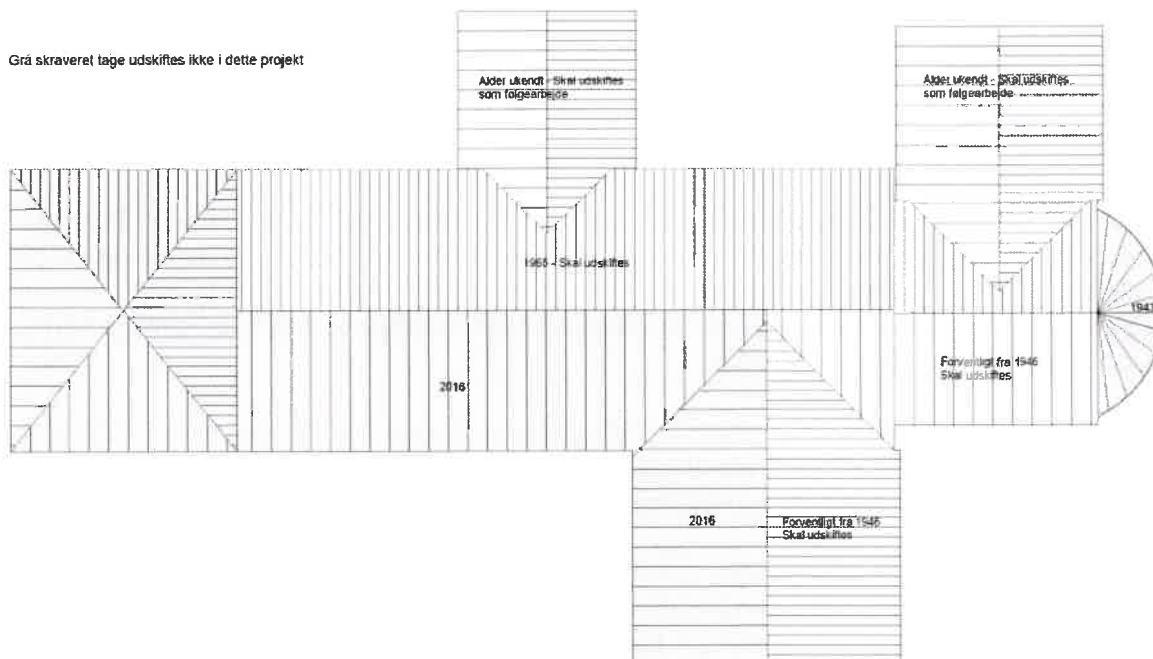 Grå skraveret tage udskiftes ikke i dette projekt
Alder ukendt - Skal udskiftes
som følgearbejde
Alder ukendt - Skal udskiftes
som følgearbejde
1965 - Skal udskiftes
2016
Forventligt fra 1946
Skal udskiftes
2016
Forventligt fra 1946
Skal udskiftes